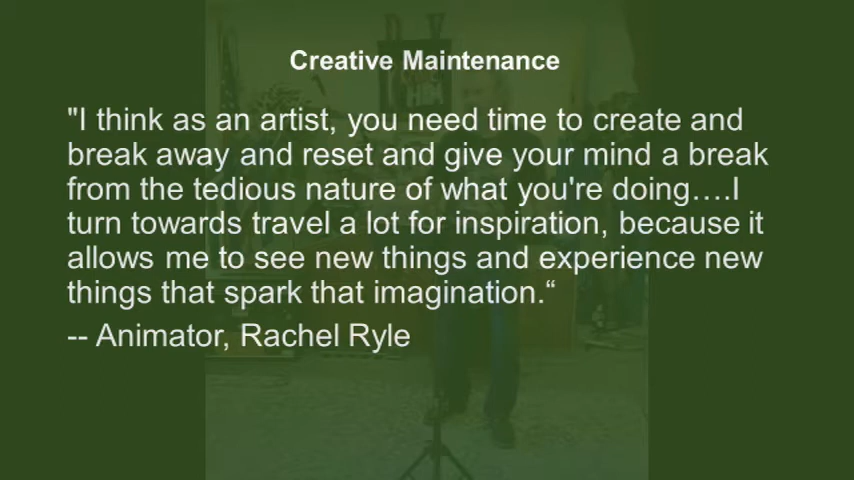 Creative Maintenance
"I think as an artist, you need time to create and
break away and reset and give your mind a break
from the tedious nature of what you're doing….I
turn towards travel a lot for inspiration, because it
allows me to see new things and experience new
things that spark that imagination.“
-- Animator, Rachel Ryle